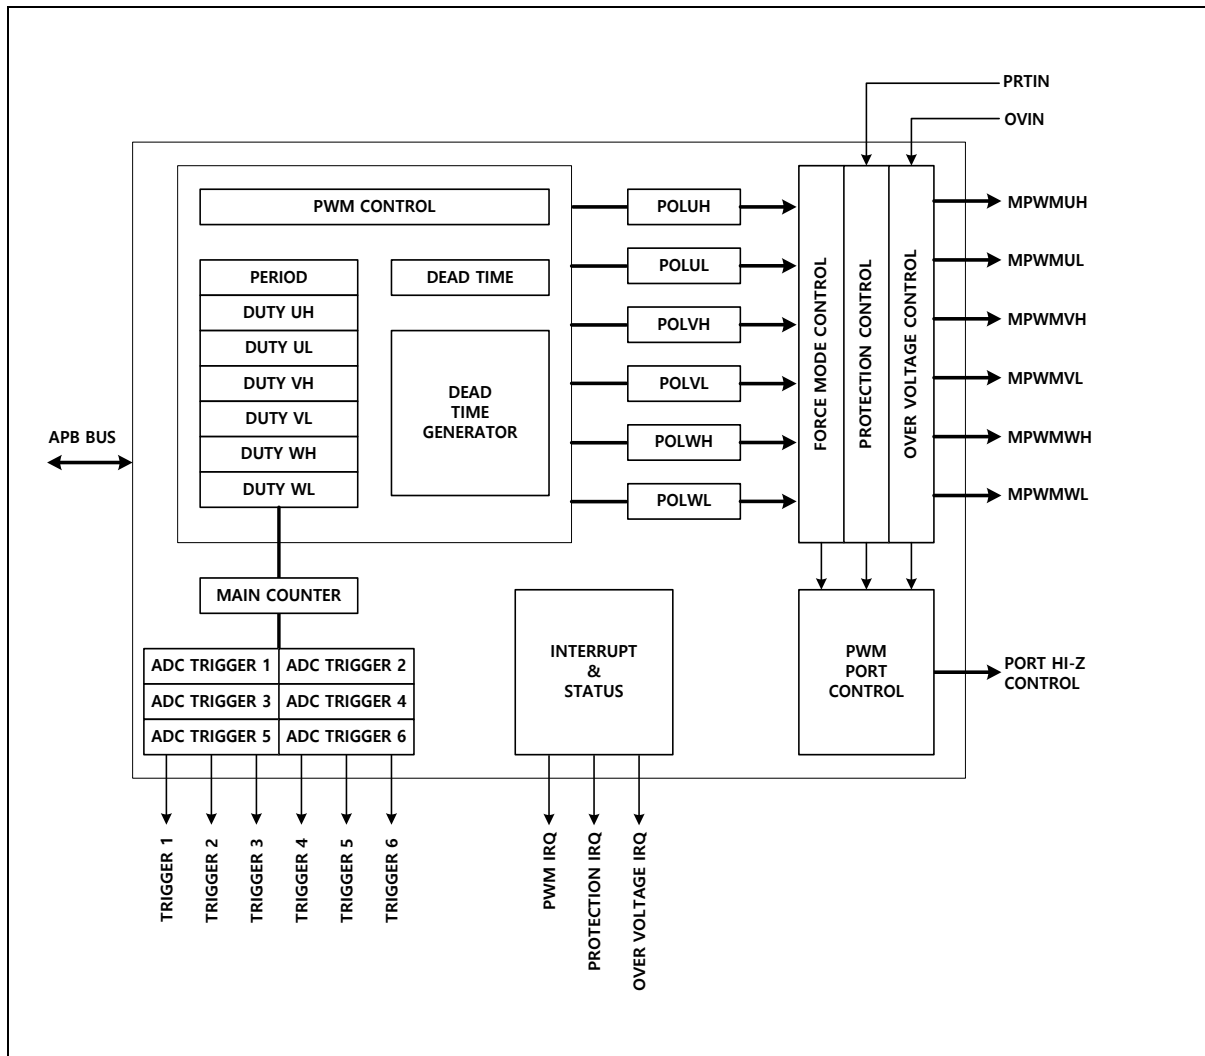 PRTIN
OVIN
PWM CONTROL
POLUH
MPWMUH
PERIOD
DEAD TIME
POLUL
MPWMUL
DUTY UH
DUTY UL
DUTY VH
DUTY VL
DUTY WH
DUTY WL
DEAD
TIME
GENERATOR
POLVH
MPWMVH
POLVL
MPWMVL
POLWH
MPWMWH
POLWL
MPWMWL
FORCE MODE CONTROL
PROTECTION CONTROL
OVER VOLTAGE CONTROL
APB BUS
MAIN COUNTER
ADC TRIGGER 1
ADC TRIGGER 2
ADC TRIGGER 3
ADC TRIGGER 4
ADC TRIGGER 5
ADC TRIGGER 6
INTERRUPT
&
STATUS
PWM
PORT
CONTROL
PORT HI-Z
CONTROL
TRIGGER 1
TRIGGER 2
TRIGGER 3
TRIGGER 4
TRIGGER 5
TRIGGER 6
PWM IRQ
PROTECTION IRQ
OVER VOLTAGE IRQ